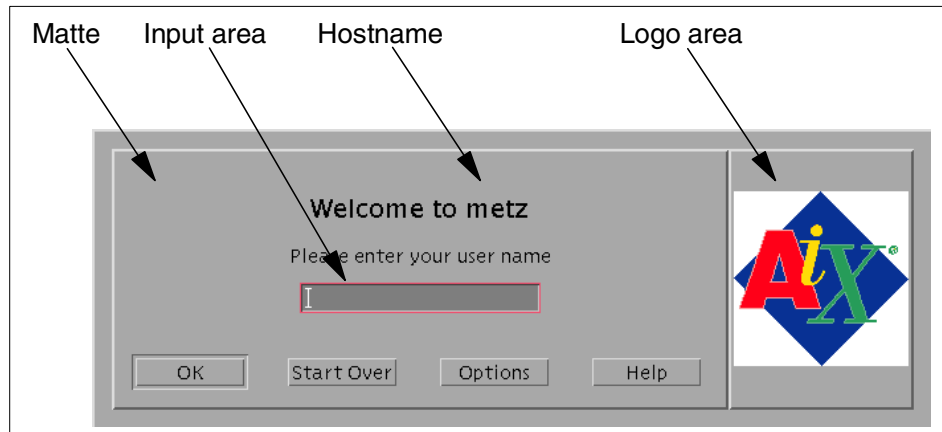 Matte Input area Hostname Logo area
Welcome to metz
Please enter your user name
OK Start Over Options Help
AiX